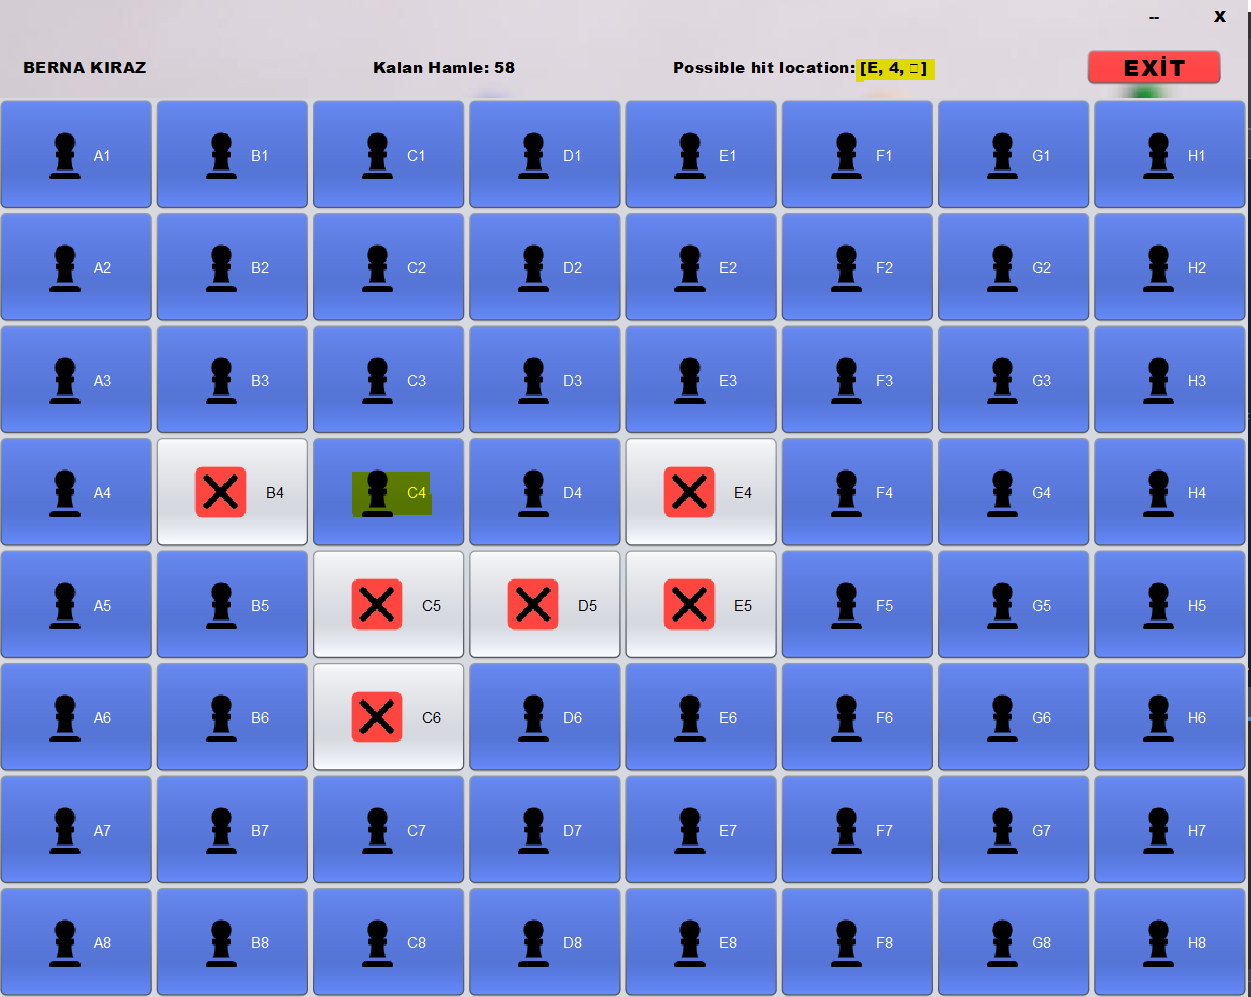 -- X
BERNA KIRAZ Kalan Hamle: 58 Possible hit location: [E, 4, □] EXİT
A1 B1 C1 D1 E1 F1 G1 H1
A2 B2 C2 D2 E2 F2 G2 H2
A3 B3 C3 D3 E3 F3 G3 H3
A4 B4 C4 D4 E4 F4 G4 H4
A5 B5 C5 D5 E5 F5 G5 H5
A6 B6 C6 D6 E6 F6 G6 H6
A7 B7 C7 D7 E7 F7 G7 H7
A8 B8 C8 D8 E8 F8 G8 H8